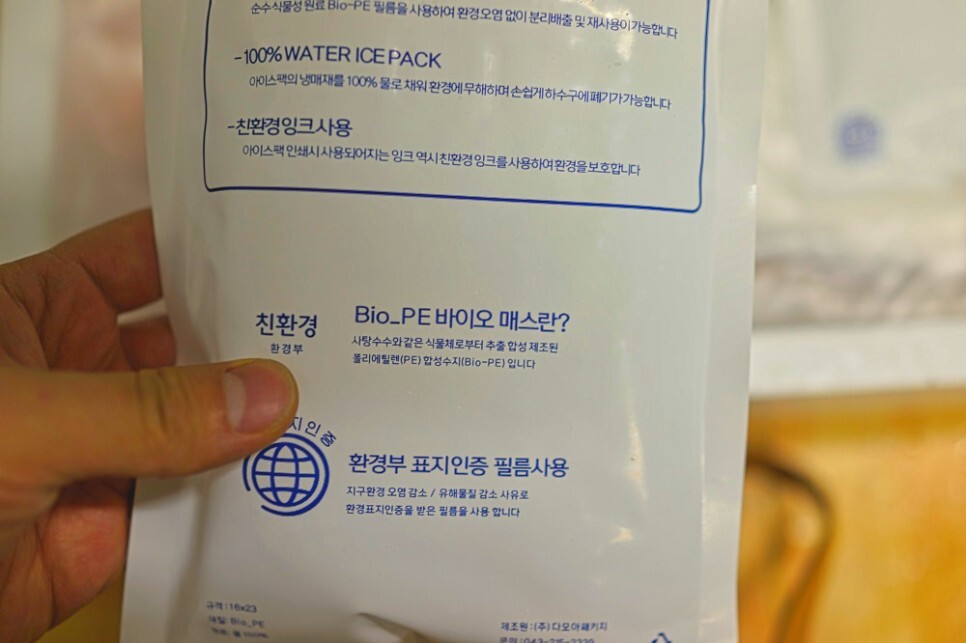 순수식물성 원료 Bio-PE 필름을 사용하여 환경오염 없이 분리배출 및 재사용이가능합니다
-100% WATER ICE PACK
아이스팩의 냉매재를 100% 물로 채워 환경에 무해하며 손쉽게 하수구에 폐기가 가능합니다
-친환경잉크사용
아이스팩 인쇄시 사용되어지는 잉크 역시 친환경잉크를 사용하여 환경을 보호합니다
친환경
환경부
Bio_PE 바이오 매스란?
사탕수수와같은 식물체로부터 추출 합성 제조된
폴리에틸렌(PE) 합성수지(Bio-PE) 입니다
지인증
환경부 표지인증 필름사용
지구환경 오염 감소 / 유해물질 감소 사유로
환경표지인증을 받은 필름을 사용 합니다
규격 : 16x23
재질: Bio_PE
제조원 : (주) 다모아패키지
문의 : 043-215-2320